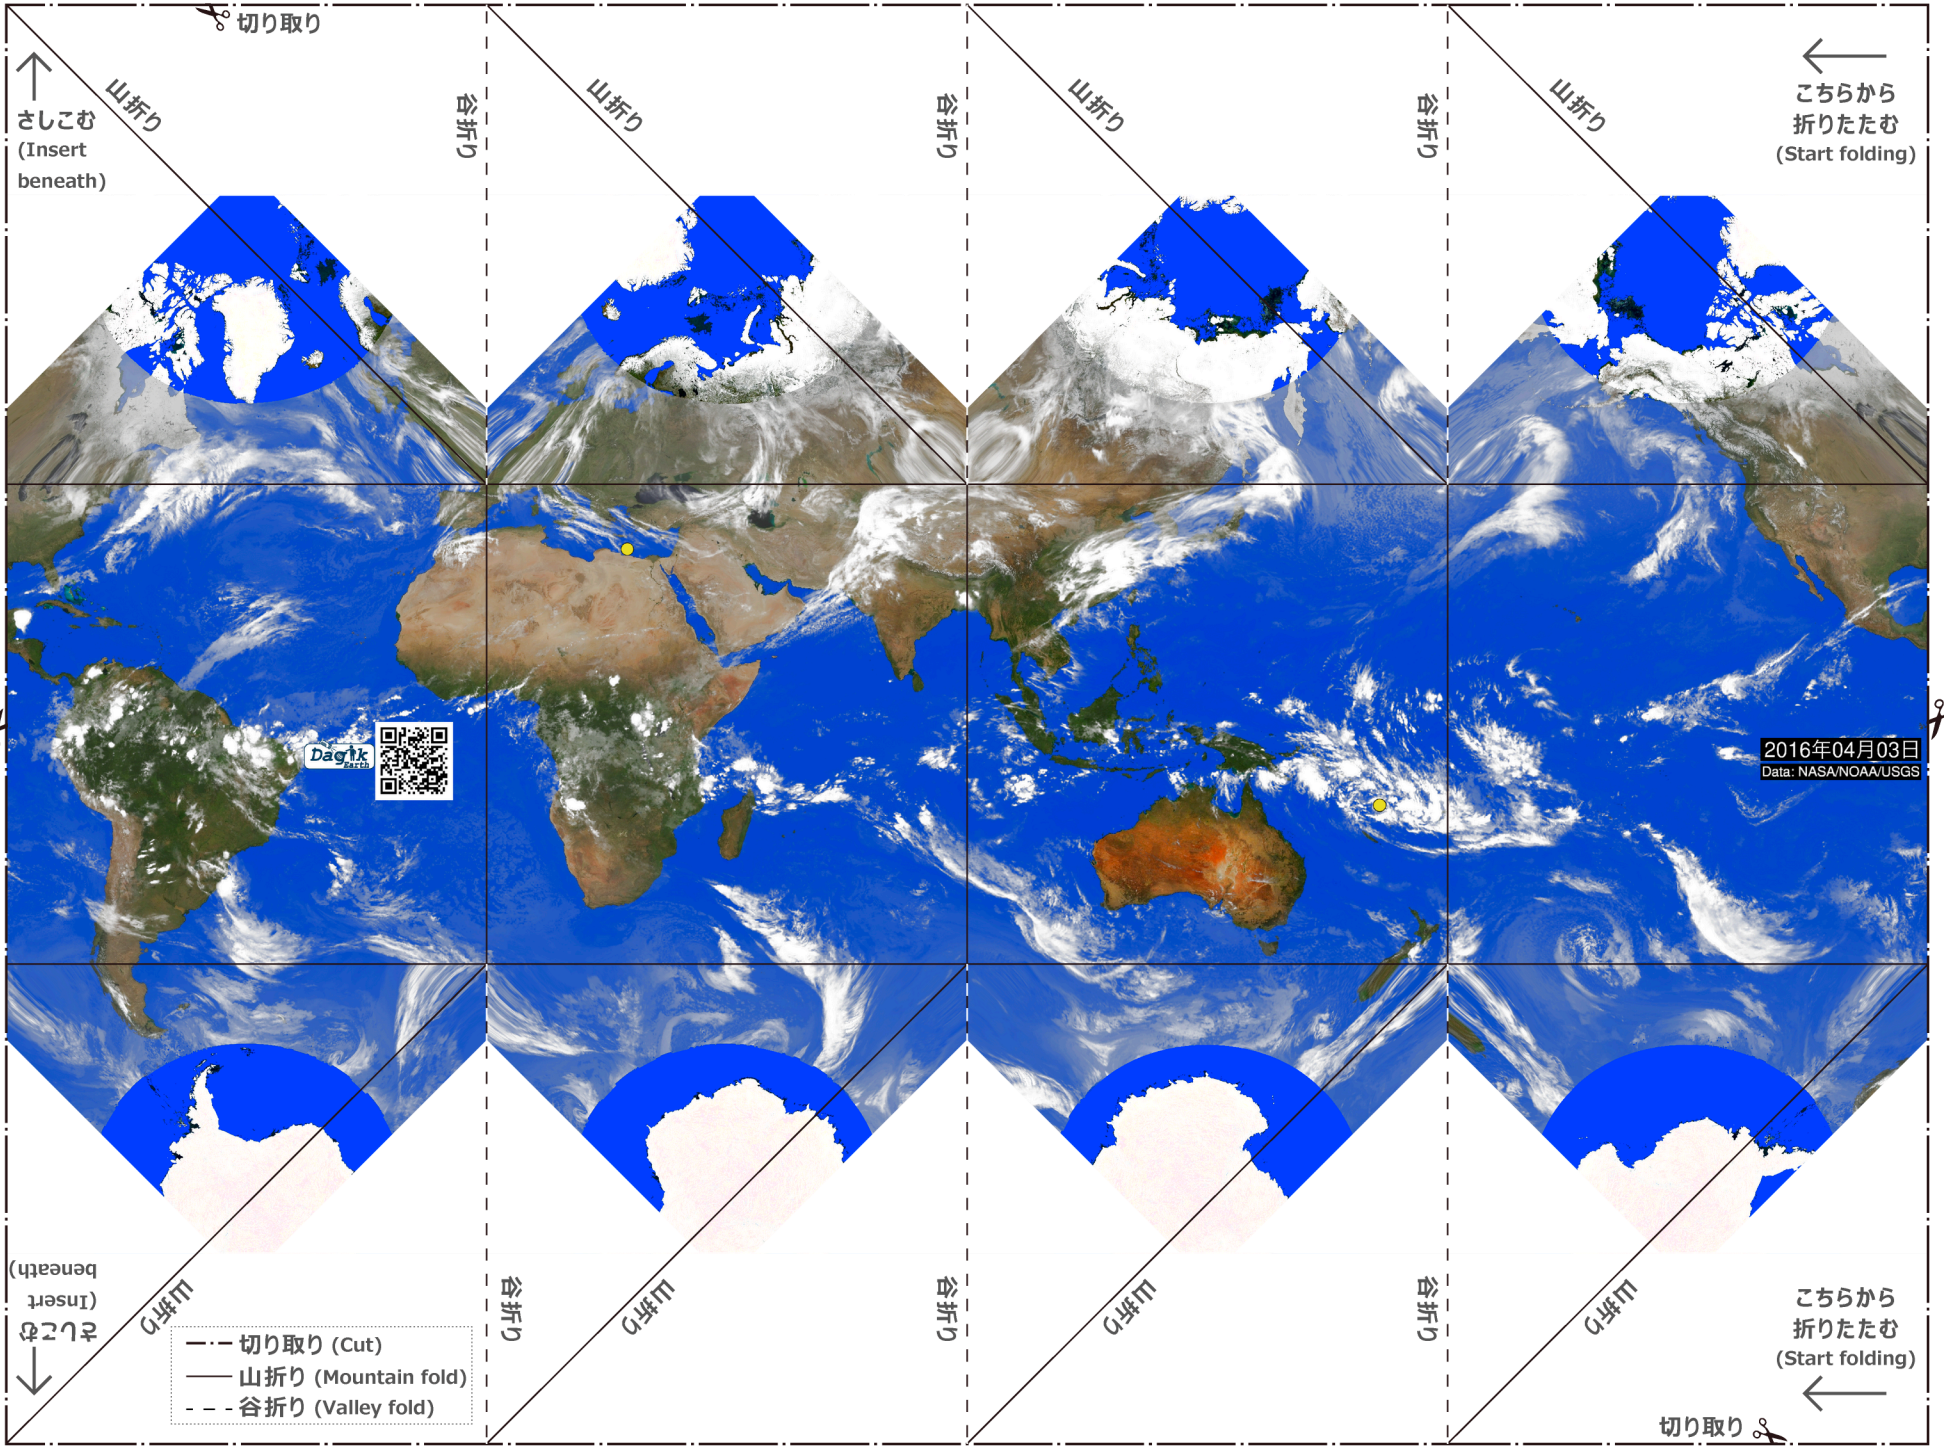 切り取り
山折り
谷折り
山折り
谷折り
山折り
谷折り
山折り
さしこむ
(Insert
beneath)
こちらから
折りたたむ
(Start folding)
Dagik
Earth
2016年04月03日
Data: NASA/NOAA/USGS
さしこむ
(Insert
beneath)
山折り
谷折り
山折り
谷折り
山折り
谷折り
山折り
こちらから
折りたたむ
(Start folding)
切り取り (Cut)
山折り (Mountain fold)
谷折り (Valley fold)
切り取り